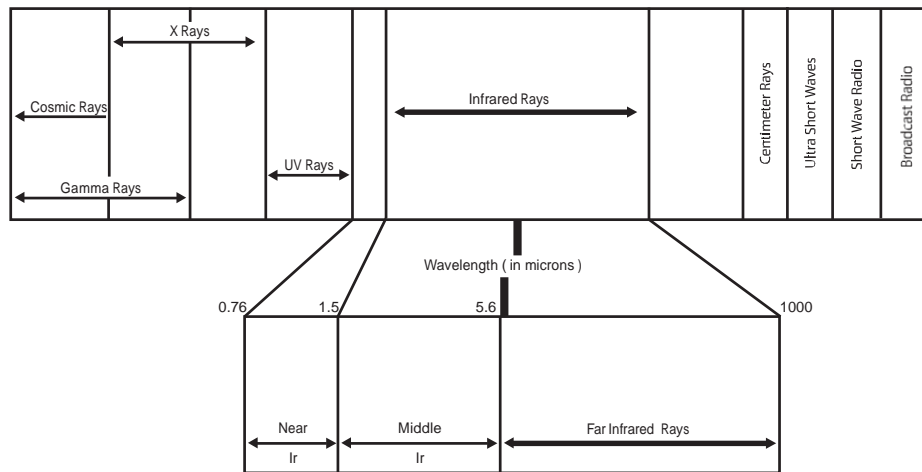 X Rays
Cosmic Rays
Infrared Rays
UV Rays
Gamma Rays
Centimeter Rays
Ultra Short Waves
Short Wave Radio
Broadcast Radio
Wavelength ( in microns )
0.76 1.5 5.6 1000
Near Middle Far Infrared Rays
Ir Ir